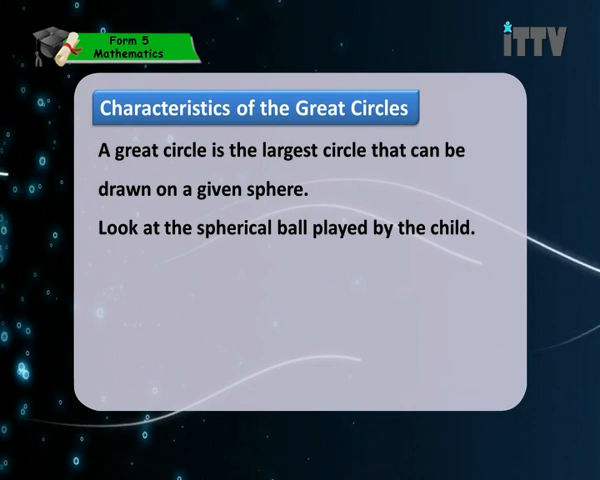 Form 5
Mathematics
iTTV
Characteristics of the Great Circles
A great circle is the largest circle that can be
drawn on a given sphere.
Look at the spherical ball played by the child.